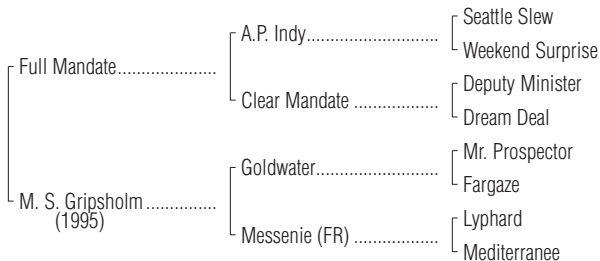 Seattle Slew
A.P. Indy..............................
Weekend Surprise
Full Mandate......................
Deputy Minister
Clear Mandate ...................
Dream Deal
Mr. Prospector
Goldwater............................
Fargaze
M. S. Gripsholm ................
(1995)
Lyphard
Messenie (FR) ...................
Mediterranee